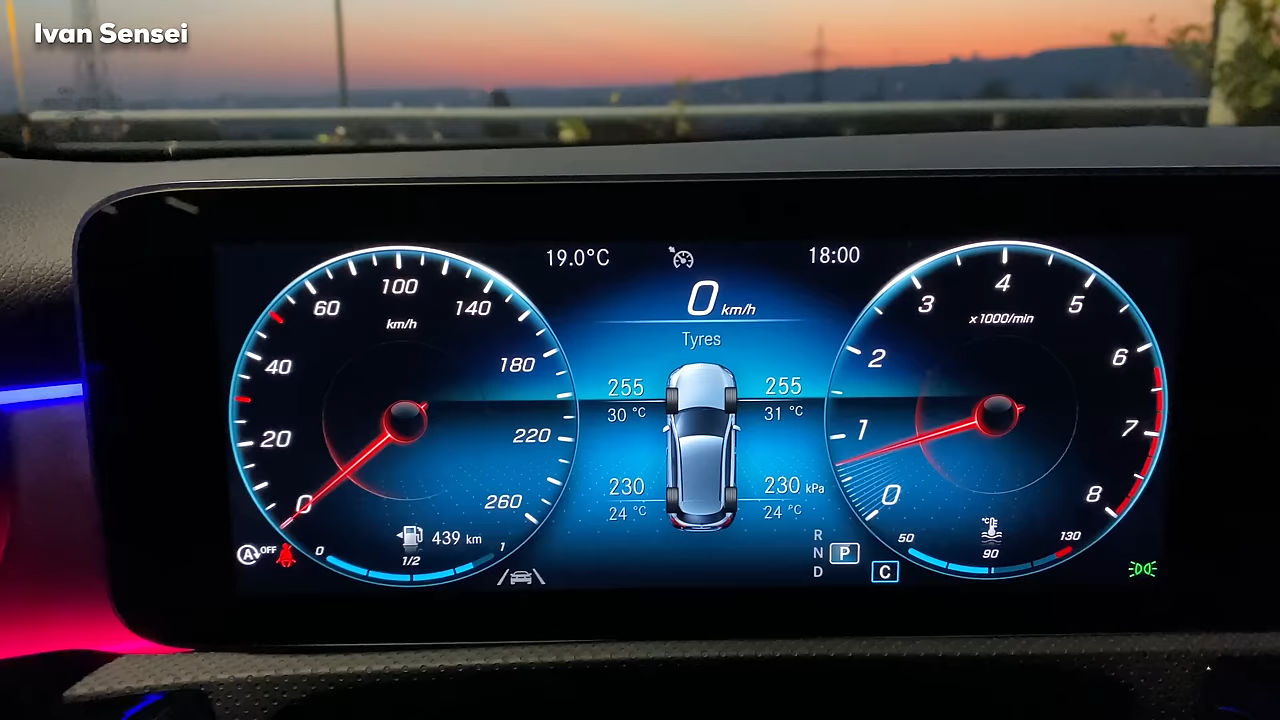 Ivan Sensei
19.0°C
18:00
0 km/h
Tyres
0
20
40
60
100
140
180
220
260
km/h
255
30 °C
255
31 °C
230
24 °C
230 kPa
24 °C
0
1
2
3
4
5
6
7
8
x1000/min
A OFF
0
1/2
1
439 km
R
N
D
P
C
50
90
130
°C
°F